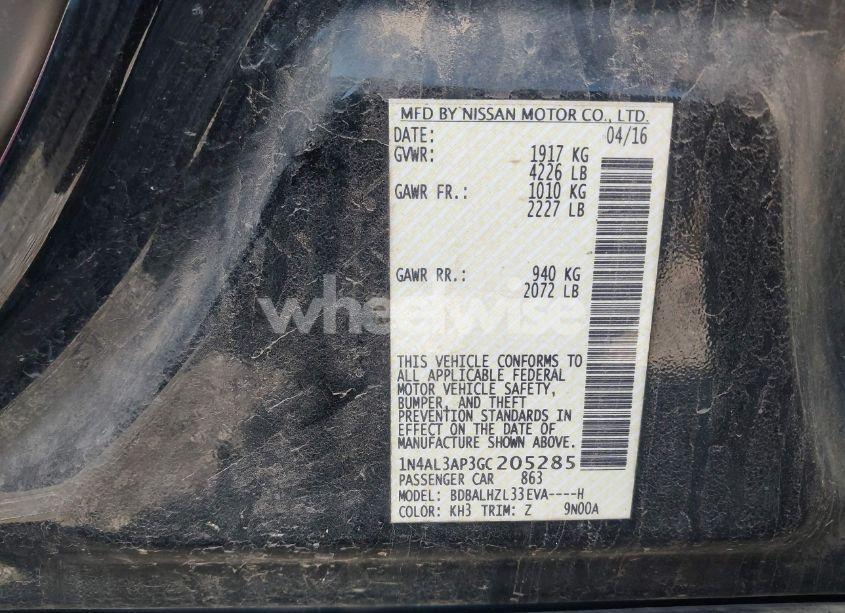 MFD BY NISSAN MOTOR CO., LTD.
DATE: 04/16
GVWR: 1917 KG
4226 LB
GAWR FR.: 1010 KG
2227 LB
GAWR RR.: 940 KG
2072 LB
wheelwise
THIS VEHICLE CONFORMS TO
ALL APPLICABLE FEDERAL
MOTOR VEHICLE SAFETY,
BUMPER, AND THEFT
PREVENTION STANDARDS IN
EFFECT ON THE DATE OF
MANUFACTURE SHOWN ABOVE.
1N4AL3AP3GC205285
PASSENGER CAR 863
MODEL: BDBALHZL33EVA----H
COLOR: KH3 TRIM: Z 9N00A